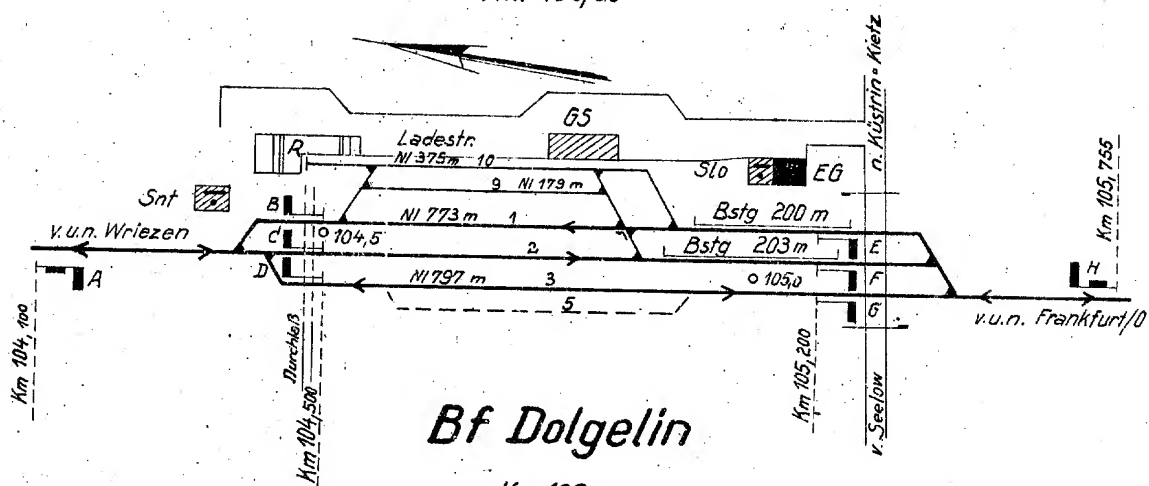 n. Küstrin-Kietz
GS
Ladestr.
R
Nl 375 m 10
Slo
EG
Km 105,755
9 Nl 179 m
Snt
B
Nl 773 m 1
Bstg 200 m
v.u.n. Wriezen
C
104,5
2
Bstg 203 m
E
A
D
Nl 797 m 3
105,0
F
H
5
G
v.u.n. Frankfurt/O
Km 104,100
Durchlaß
Km 104,500
Km 105,200
v. Seelow
Bf Dolgelin